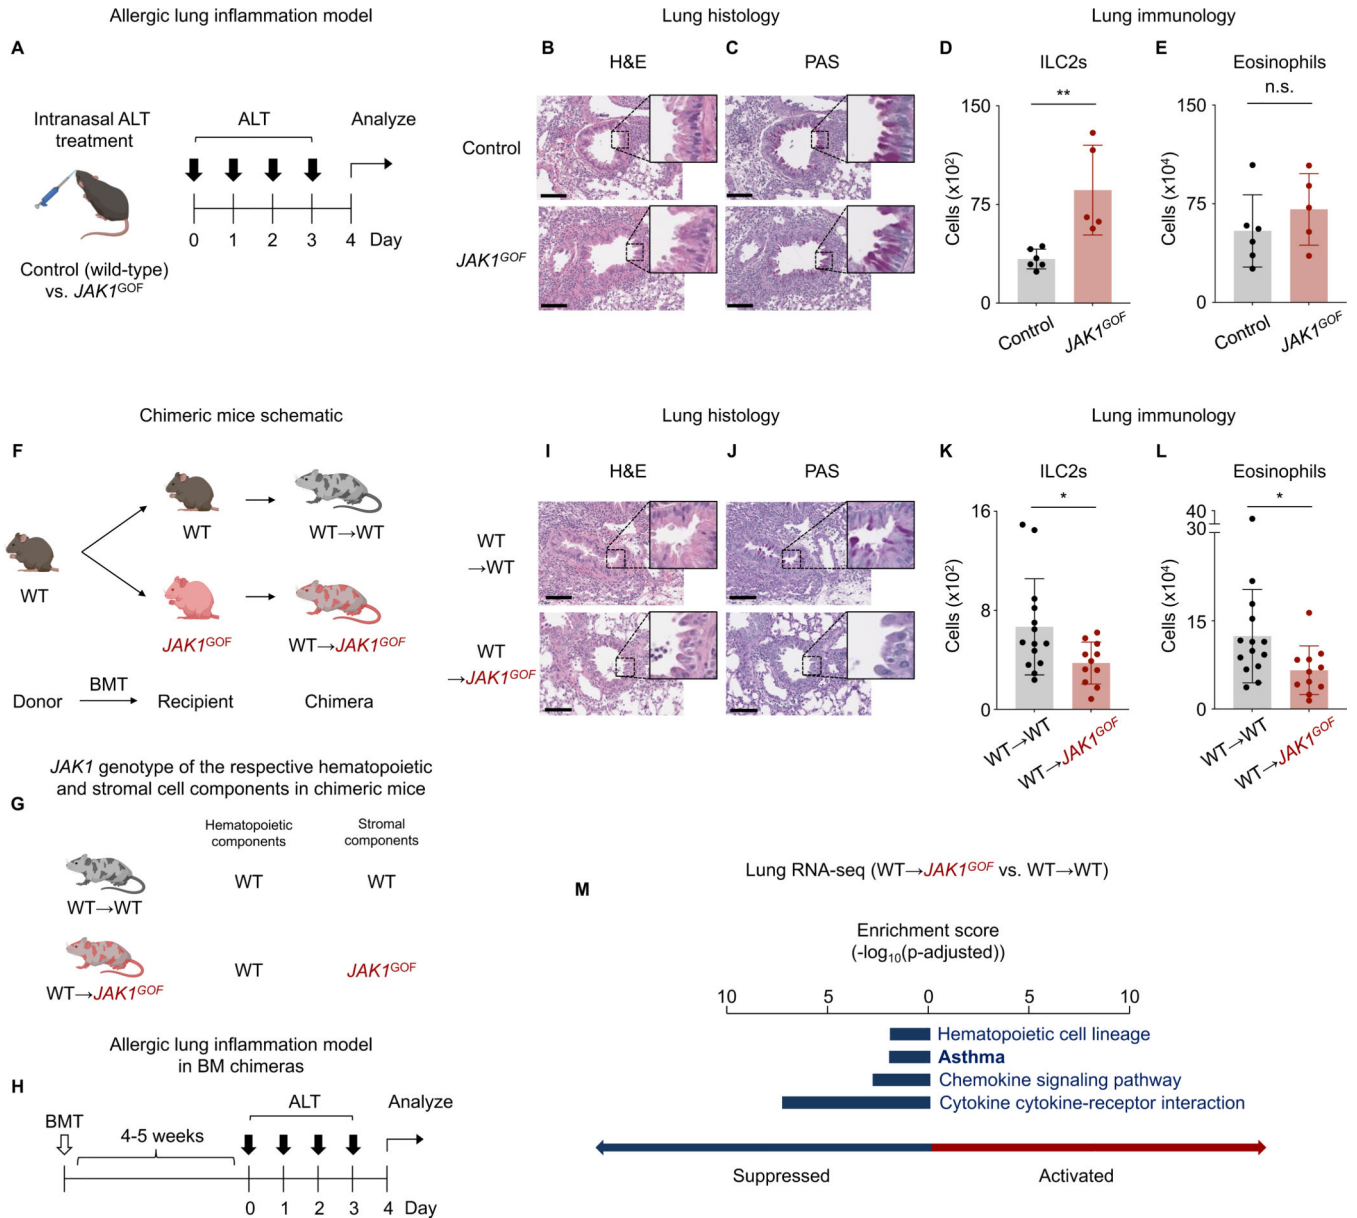 Allergic lung inflammation model
Lung histology
Lung immunology
A
Intranasal ALT
treatment
ALT
Analyze
0 1 2 3 4 Day
Control (wild-type)
vs. JAK1GOF
B
H&E
C
PAS
Control
JAK1GOF
D
ILC2s
**
150
75
0
Cells (x102)
Control
JAK1GOF
E
Eosinophils
n.s.
150
75
0
Cells (x104)
Control
JAK1GOF
Chimeric mice schematic
Lung histology
Lung immunology
F
WT
WT
WT→WT
JAK1GOF
WT→JAK1GOF
Donor
BMT
Recipient
Chimera
I
H&E
J
PAS
WT
→WT
WT
→JAK1GOF
K
ILC2s
*
16
8
0
Cells (x102)
WT→WT
WT→JAK1GOF
L
Eosinophils
*
40
30
15
0
Cells (x104)
WT→WT
WT→JAK1GOF
JAK1 genotype of the respective hematopoietic
and stromal cell components in chimeric mice
G
Hematopoietic
components
Stromal
components
WT→WT
WT
WT
WT→JAK1GOF
WT
JAK1GOF
Allergic lung inflammation model
in BM chimeras
H
BMT
4-5 weeks
ALT
Analyze
0 1 2 3 4 Day
Lung RNA-seq (WT→JAK1GOF vs. WT→WT)
M
Enrichment score
(-log10(p-adjusted))
10 5 0 5 10
Hematopoietic cell lineage
Asthma
Chemokine signaling pathway
Cytokine cytokine-receptor interaction
Suppressed
Activated